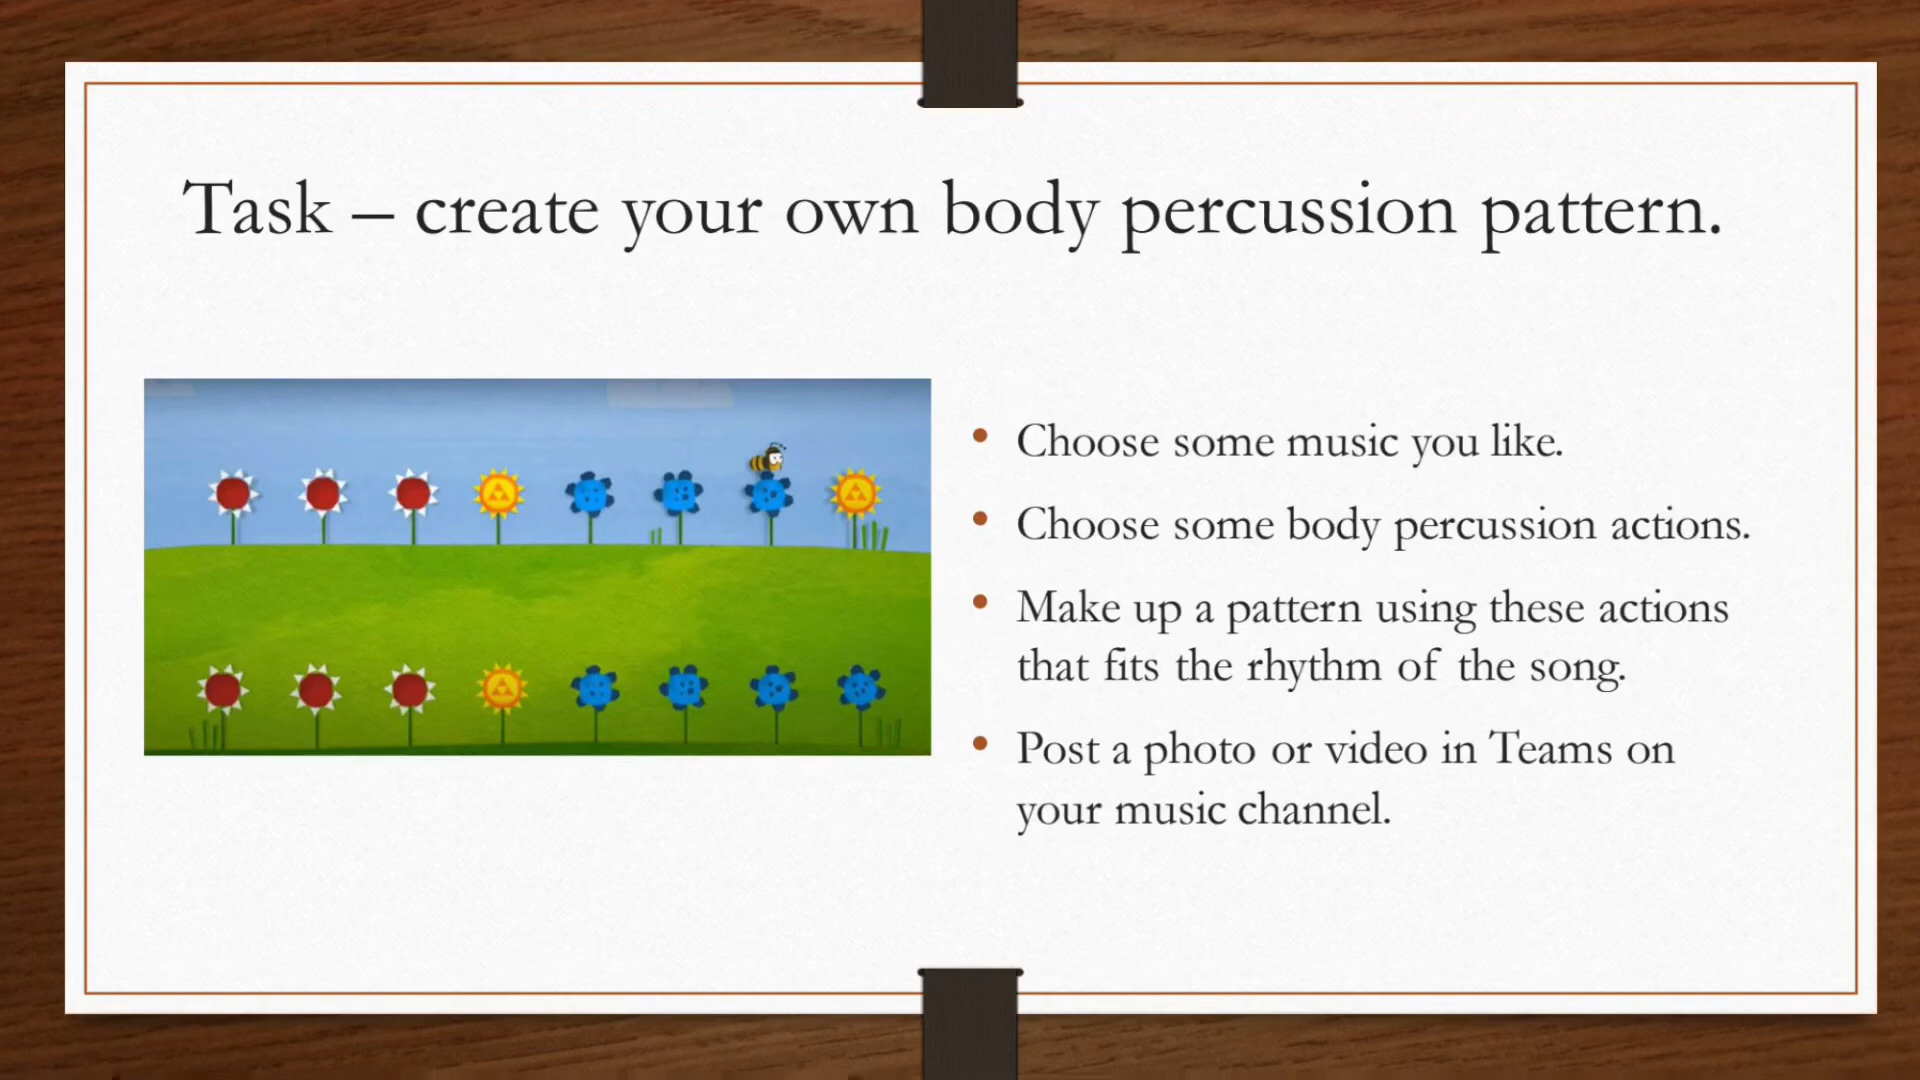 Task – create your own body percussion pattern.
Choose some music you like.
Choose some body percussion actions.
Make up a pattern using these actions
that fits the rhythm of the song.
Post a photo or video in Teams on
your music channel.